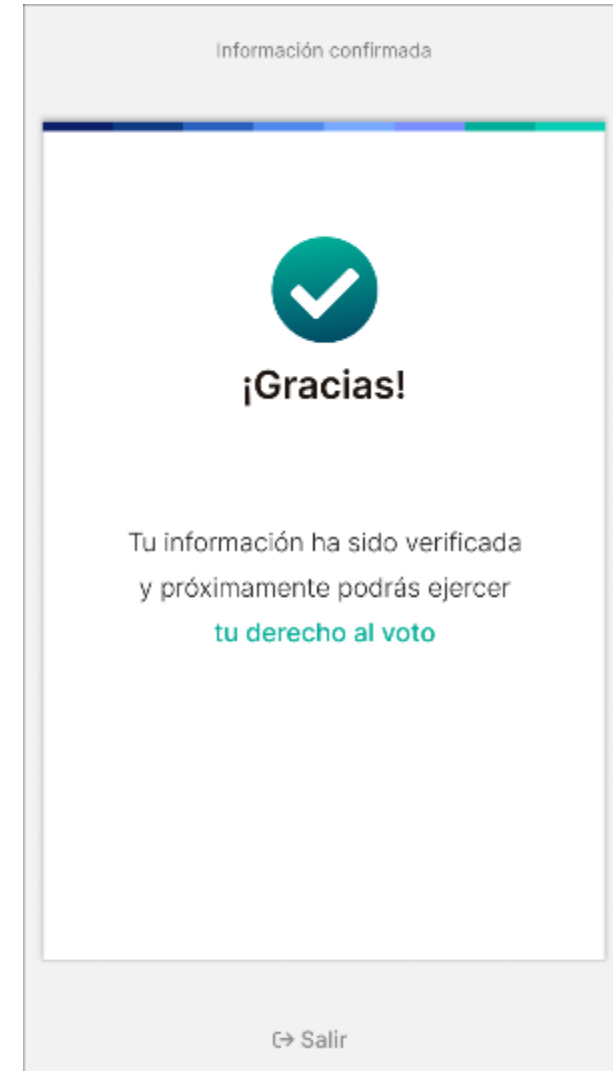 Información confirmada
¡Gracias!
Tu información ha sido verificada
y próximamente podrás ejercer
tu derecho al voto
Salir